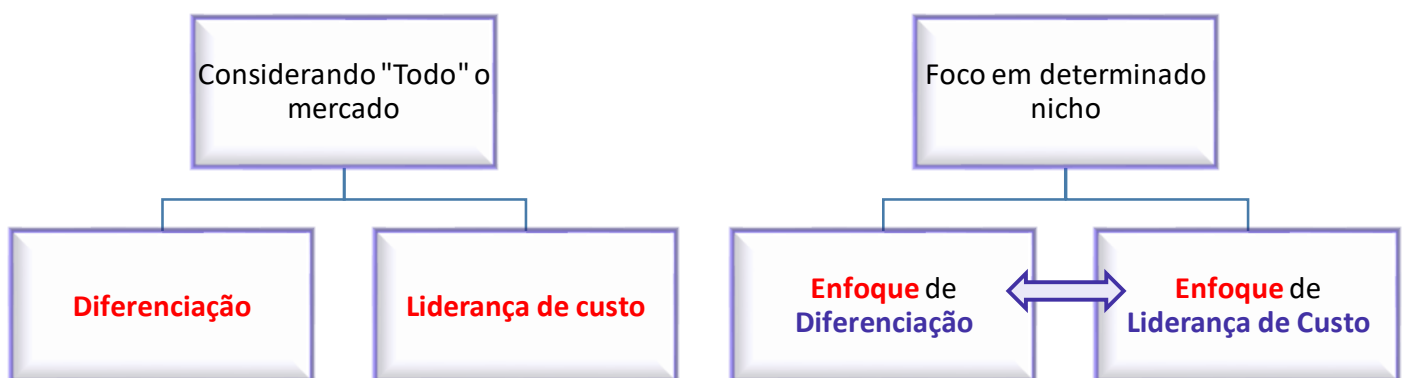 Considerando "Todo" o
mercado
Foco em determinado
nicho
Diferenciação
Liderança de custo
Enfoque de
Diferenciação
Enfoque de
Liderança de Custo